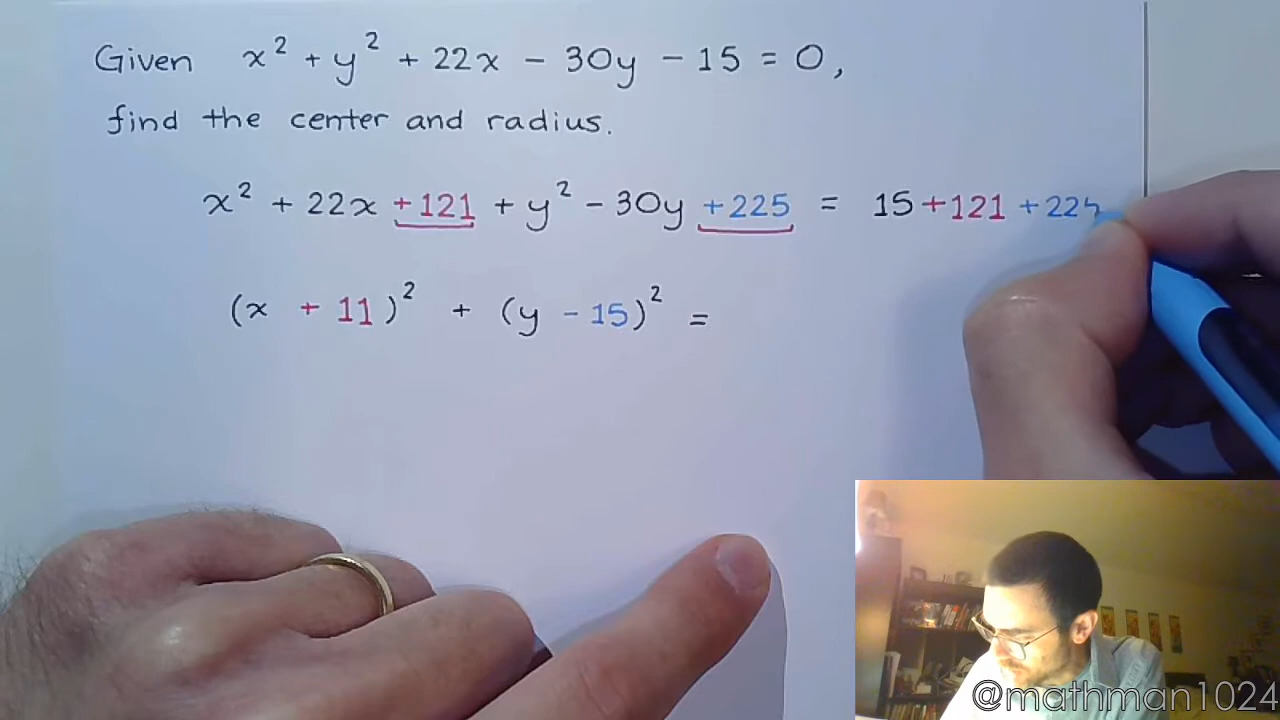 Given x² + y² + 22x - 30y - 15 = 0,
find the center and radius.
x² + 22x +121 + y² - 30y +225 = 15 +121 +225
(x + 11)² + (y - 15)² =
@mathman1024